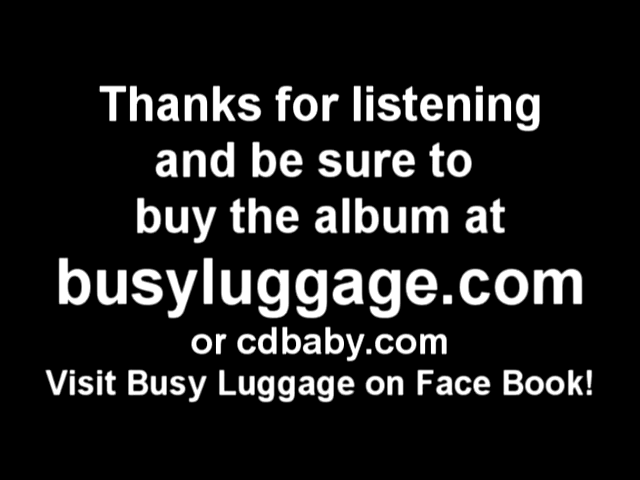 Thanks for listening
and be sure to
buy the album at
busyluggage.com
or cdbaby.com
Visit Busy Luggage on Face Book!